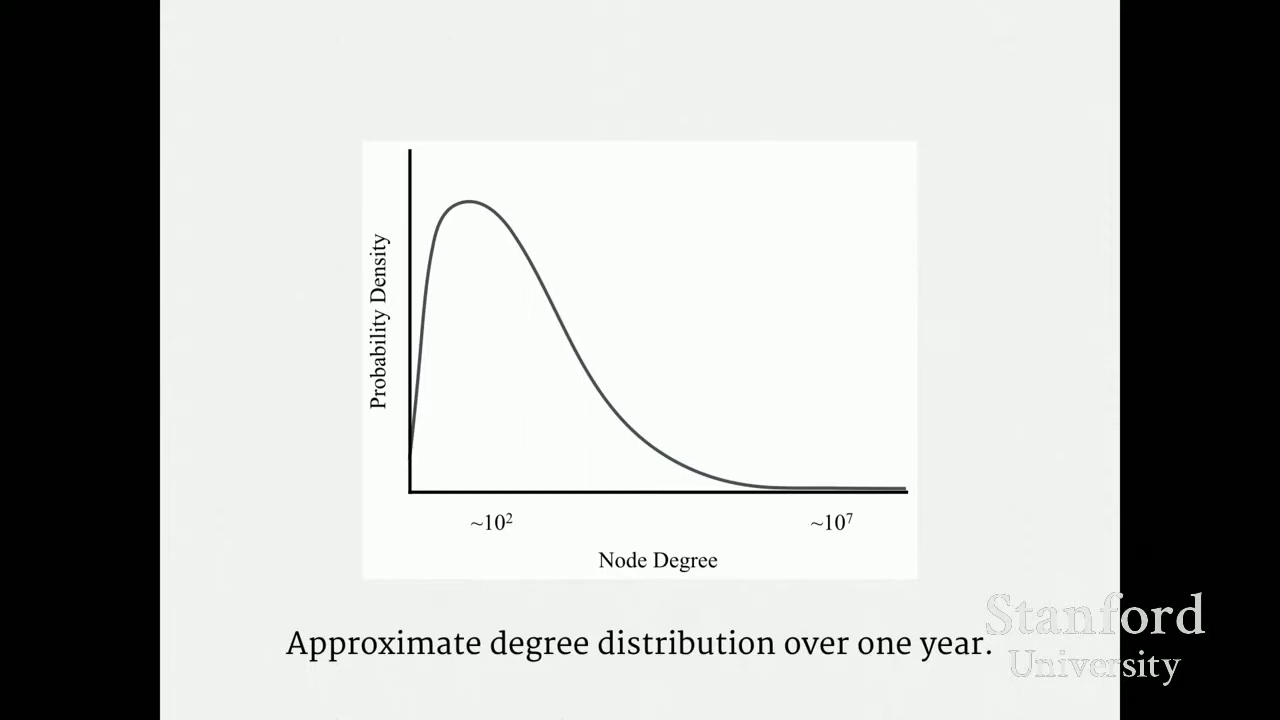 Probability Density
~10²
~10⁷
Node Degree
Approximate degree distribution over one year.
Stanford
University